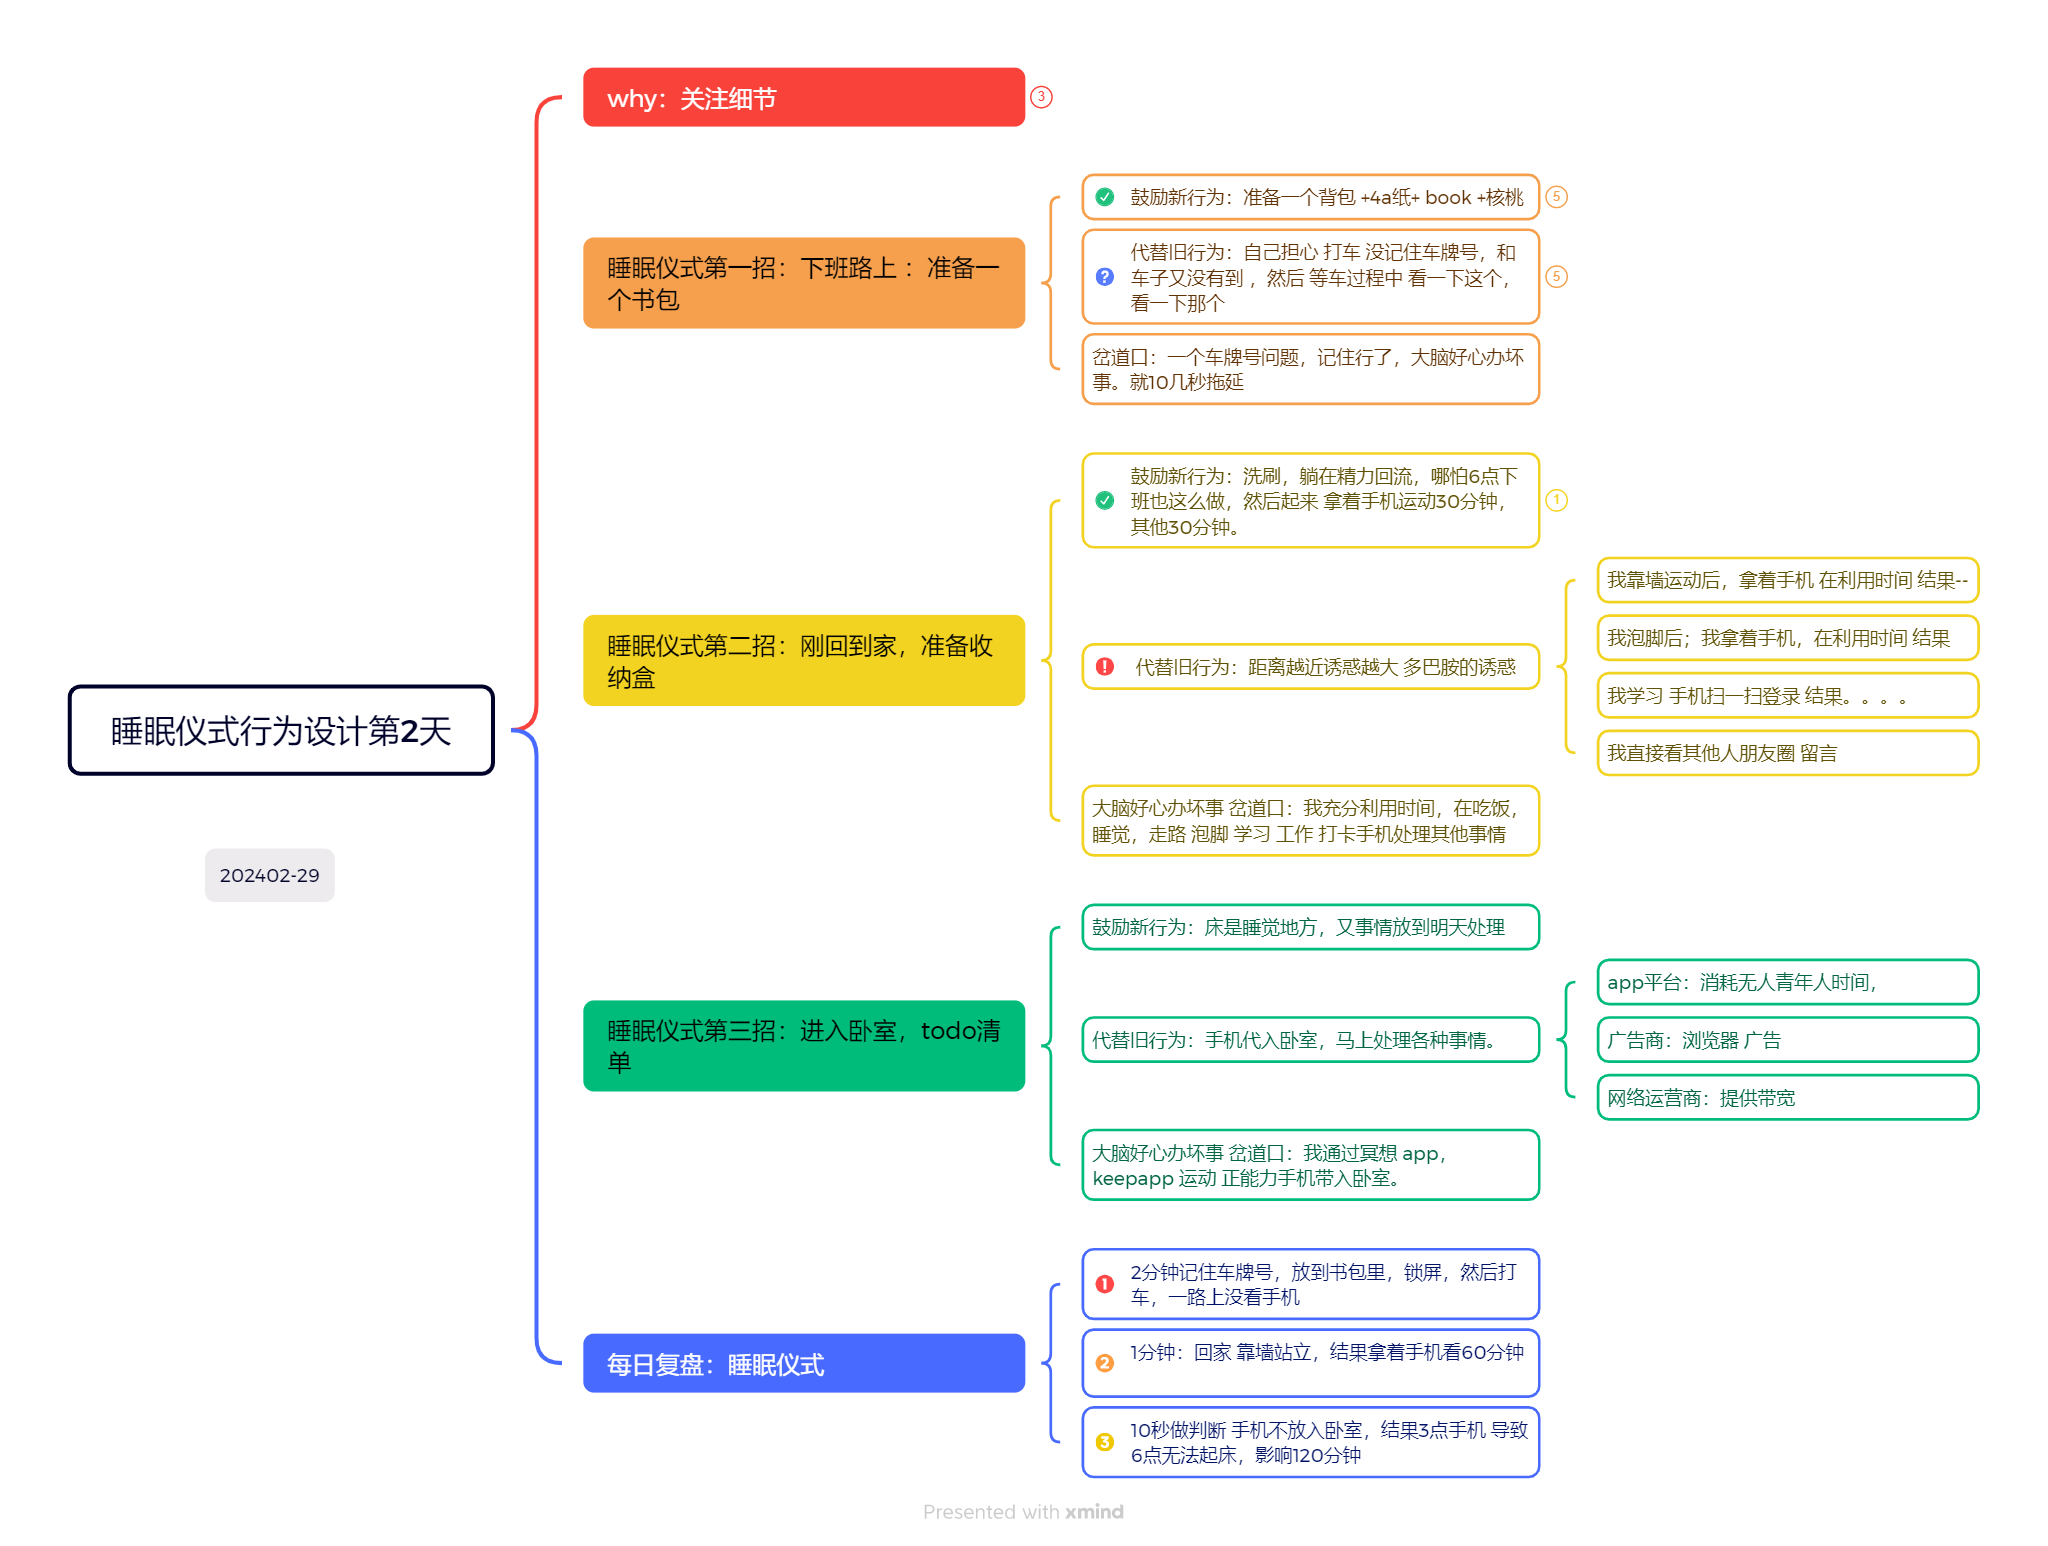 why：关注细节
3
睡眠仪式第一招：下班路上 ：准备一
个书包
鼓励新行为：准备一个背包 +4a纸+ book +核桃
5
代替旧行为：自己担心 打车 没记住车牌号，和
车子又没有到 ，然后 等车过程中 看一下这个，
看一下那个
5
岔道口：一个车牌号问题，记住行了，大脑好心办坏
事。就10几秒拖延
睡眠仪式第二招：刚回到家，准备收
纳盒
鼓励新行为：洗刷，躺在精力回流，哪怕6点下
班也这么做，然后起来 拿着手机运动30分钟，
其他30分钟。
1
代替旧行为：距离越近诱惑越大 多巴胺的诱惑
我靠墙运动后，拿着手机 在利用时间 结果--
我泡脚后；我拿着手机，在利用时间 结果
我学习 手机扫一扫登录 结果。。。。
我直接看其他人朋友圈 留言
大脑好心办坏事 岔道口：我充分利用时间，在吃饭，
睡觉，走路 泡脚 学习 工作 打卡手机处理其他事情
睡眠仪式行为设计第2天
202402-29
睡眠仪式第三招：进入卧室，todo清
单
鼓励新行为：床是睡觉地方，又事情放到明天处理
代替旧行为：手机代入卧室，马上处理各种事情。
app平台：消耗无人青年人时间，
广告商：浏览器 广告
网络运营商：提供带宽
大脑好心办坏事 岔道口：我通过冥想 app，
keepapp 运动 正能力手机带入卧室。
每日复盘：睡眠仪式
1
2分钟记住车牌号，放到书包里，锁屏，然后打
车，一路上没看手机
2
1分钟：回家 靠墙站立，结果拿着手机看60分钟
3
10秒做判断 手机不放入卧室，结果3点手机 导致
6点无法起床，影响120分钟
Presented with xmind